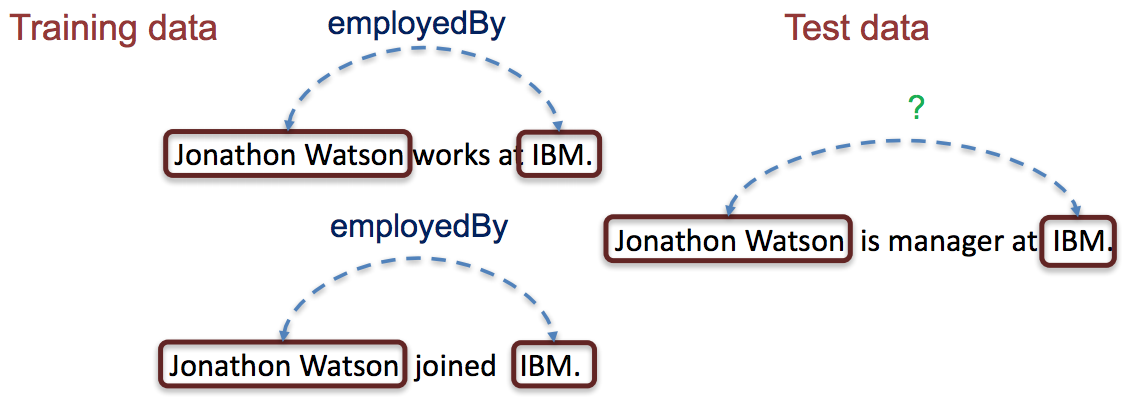 Training data
employedBy
Jonathon Watson works at IBM.
employedBy
Jonathon Watson joined IBM.
Test data
?
Jonathon Watson is manager at IBM.